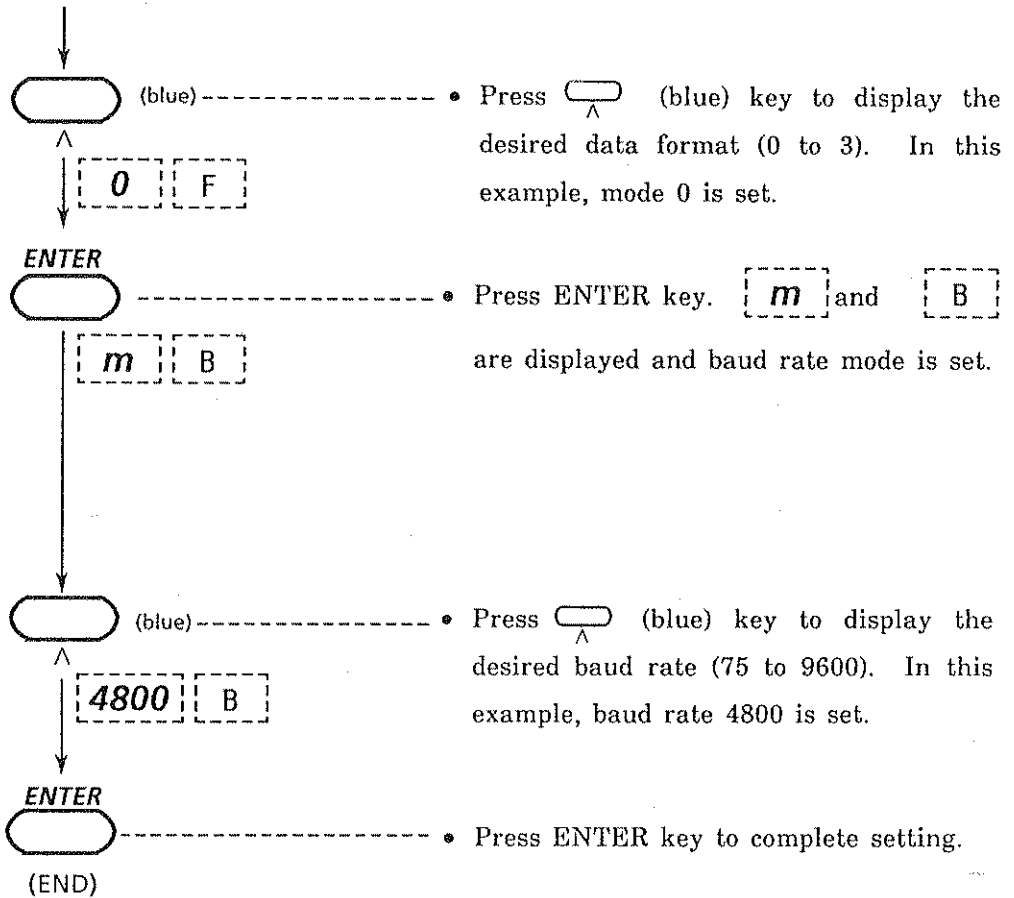 (blue) • Press (blue) key to display the
∧ ∧
desired data format (0 to 3). In this
0 F
example, mode 0 is set.
ENTER
• Press ENTER key. m and B
m B
are displayed and baud rate mode is set.
(blue) • Press (blue) key to display the
∧ ∧
desired baud rate (75 to 9600). In this
4800 B
example, baud rate 4800 is set.
ENTER
• Press ENTER key to complete setting.
(END)